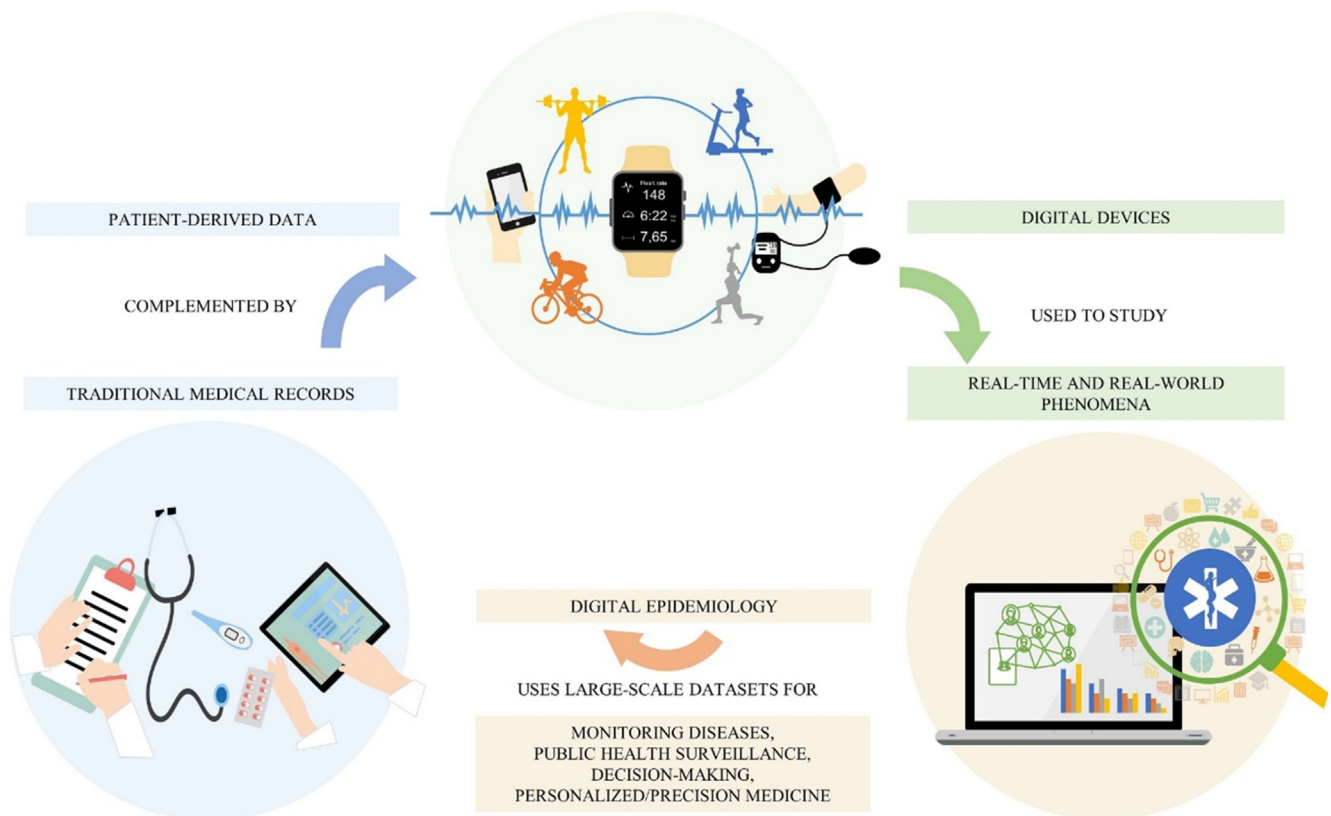 PATIENT-DERIVED DATA
COMPLEMENTED BY
TRADITIONAL MEDICAL RECORDS
Heart rate
148
6:22
7,65
DIGITAL DEVICES
USED TO STUDY
REAL-TIME AND REAL-WORLD
PHENOMENA
DIGITAL EPIDEMIOLOGY
USES LARGE-SCALE DATASETS FOR
MONITORING DISEASES,
PUBLIC HEALTH SURVEILLANCE,
DECISION-MAKING,
PERSONALIZED/PRECISION MEDICINE